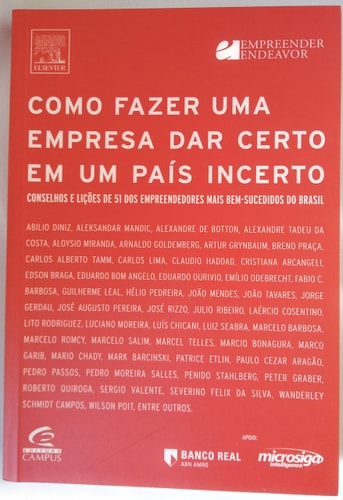 ELSEVIER
EMPREENDER
ENDEAVOR
COMO FAZER UMA
EMPRESA DAR CERTO
EM UM PAÍS INCERTO
CONSELHOS E LIÇÕES DE 51 DOS EMPREENDEDORES MAIS BEM-SUCEDIDOS DO BRASIL
ABILIO DINIZ, ALEKSANDAR MANDIC, ALEXANDRE DE BOTTON, ALEXANDRE TADEU DA
COSTA, ALOYSIO MIRANDA, ARNALDO GOLDEMBERG, ARTUR GRYNBAUM, BRENO PRAÇA,
CARLOS ALBERTO TAMM, CARLOS LIMA, CLAUDIO HADDAD, CRISTIANA ARCANGELI,
EDSON BRAGA, EDUARDO BOM ANGELO, EDUARDO OURIVIO, EMÍLIO ODEBRECHT, FABIO C.
BARBOSA, GUILHERME LEAL, HÉLIO PEDREIRA, JOÃO MENDES, JOÃO TAVARES, JORGE
GERDAU, JOSÉ AUGUSTO PEREIRA, JOSÉ RIZZO, JULIO RIBEIRO, LAÉRCIO COSENTINO,
LITO RODRIGUEZ, LUCIANO MOREIRA, LUÍS CHICANI, LUIZ SEABRA, MARCELO BARBOSA,
MARCELO ROMCY, MARCELO SALIM, MARCEL TELLES, MARCIO BONAGURA, MARCO
GARIB, MARIO CHADY, MARK BARCINSKI, PATRICE ETLIN, PAULO CEZAR ARAGÃO,
PEDRO PASSOS, PEDRO MOREIRA SALLES, PENIDO STAHLBERG, PETER GRABER,
ROBERTO QUIROGA, SERGIO VALENTE, SEVERINO FELIX DA SILVA, WANDERLEY
SCHMIDT CAMPOS, WILSON POIT, ENTRE OUTROS.
APOIO:
EDITORA
CAMPUS
BANCO REAL
ABN AMRO
microsiga
intelligence